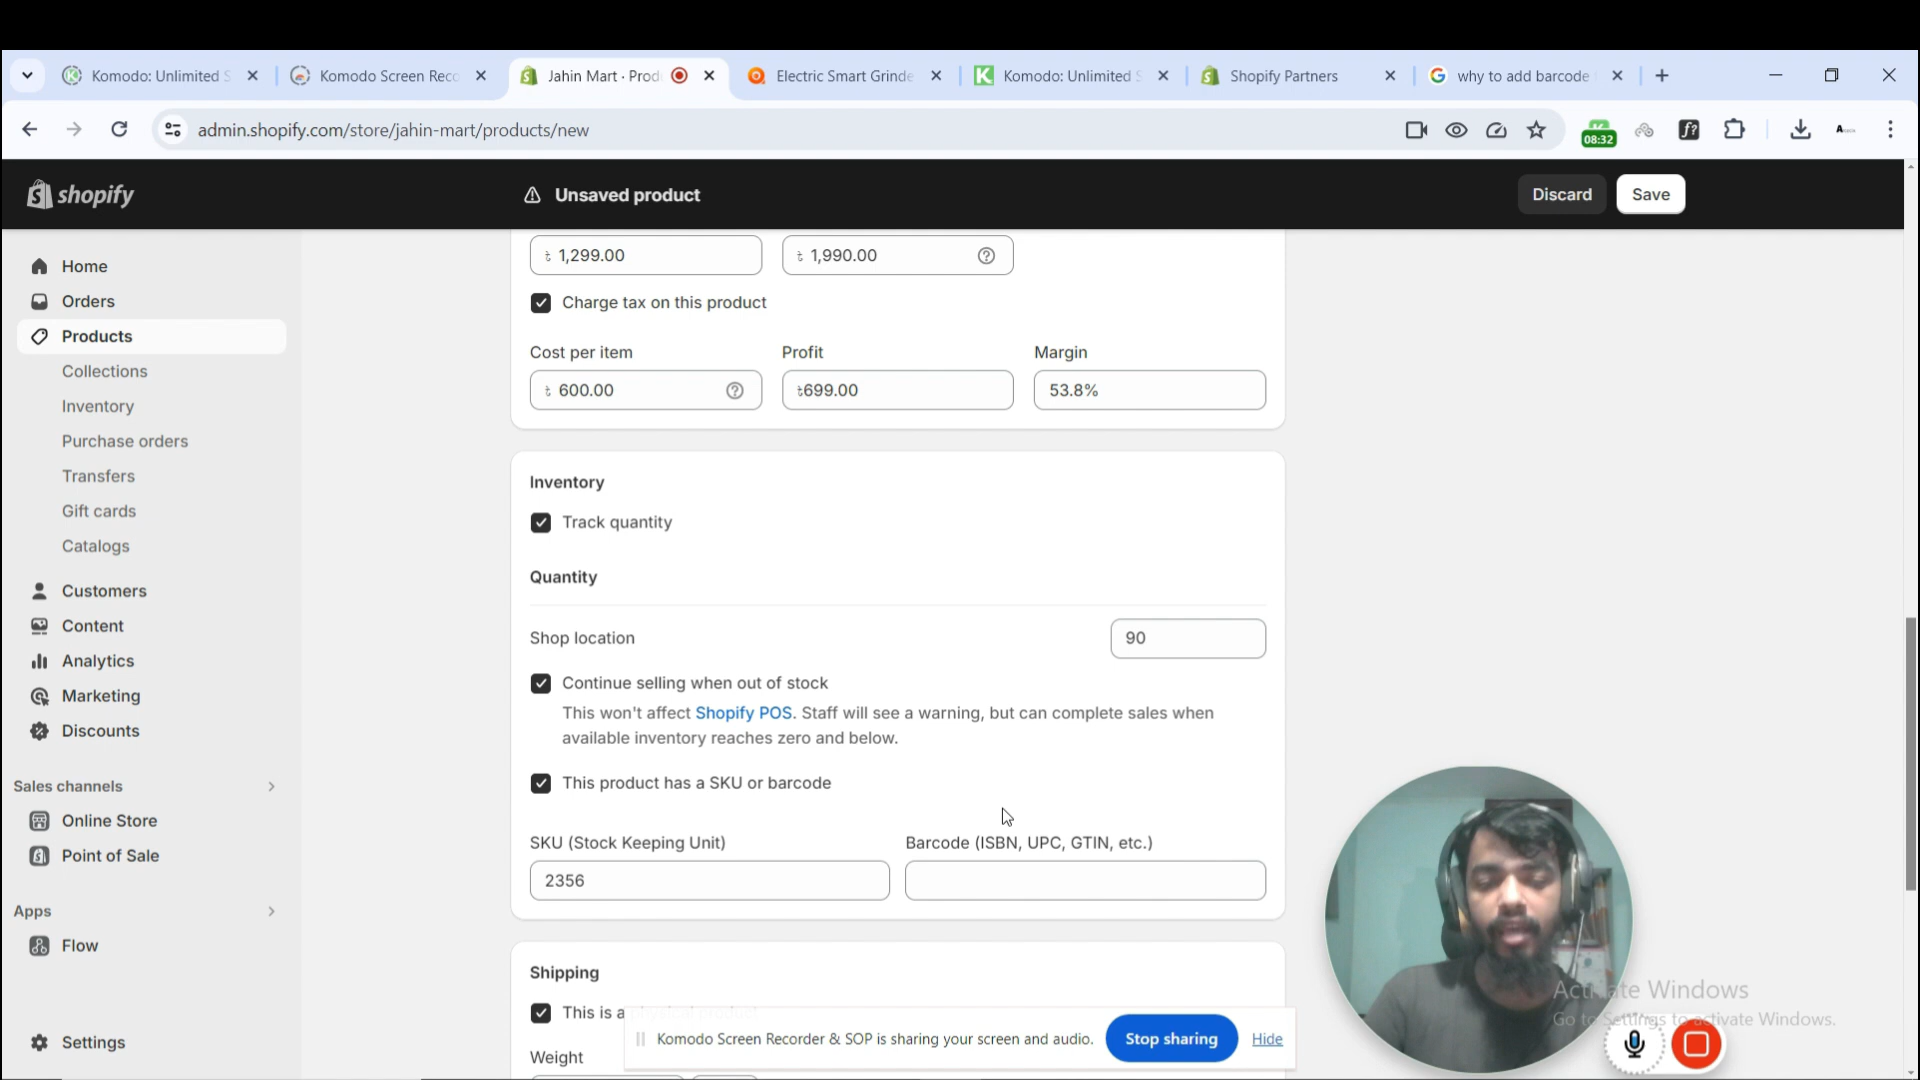 Komodo: Unlimited S
Komodo Screen Reco
Jahin Mart · Prod
Electric Smart Grinde
Komodo: Unlimited S
Shopify Partners
why to add barcode
admin.shopify.com/store/jahin-mart/products/new
08:32
shopify
Unsaved product
Discard
Save
Home
Orders
Products
Collections
Inventory
Purchase orders
Transfers
Gift cards
Catalogs
Customers
Content
Analytics
Marketing
Discounts
Sales channels
Online Store
Point of Sale
Apps
Flow
Settings
৳ 1,299.00
৳ 1,990.00
Charge tax on this product
Cost per item
Profit
Margin
৳ 600.00
৳699.00
53.8%
Inventory
Track quantity
Quantity
Shop location
90
Continue selling when out of stock
This won't affect Shopify POS. Staff will see a warning, but can complete sales when
available inventory reaches zero and below.
This product has a SKU or barcode
SKU (Stock Keeping Unit)
Barcode (ISBN, UPC, GTIN, etc.)
2356
Shipping
This is a physical product
Weight
Komodo Screen Recorder & SOP is sharing your screen and audio.
Stop sharing
Hide
Activate Windows
Go to Settings to activate Windows.